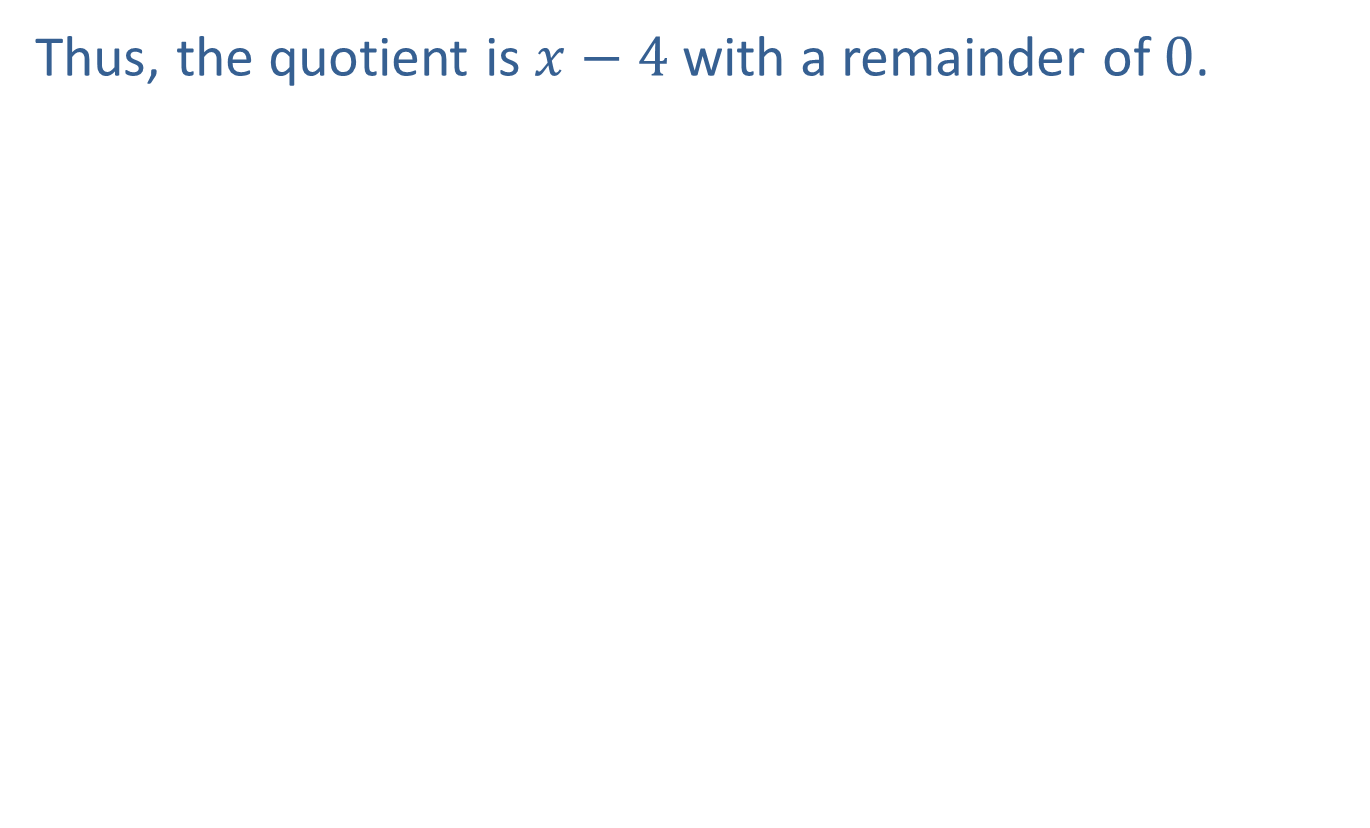 Thus, the quotient is x − 4 with a remainder of 0.